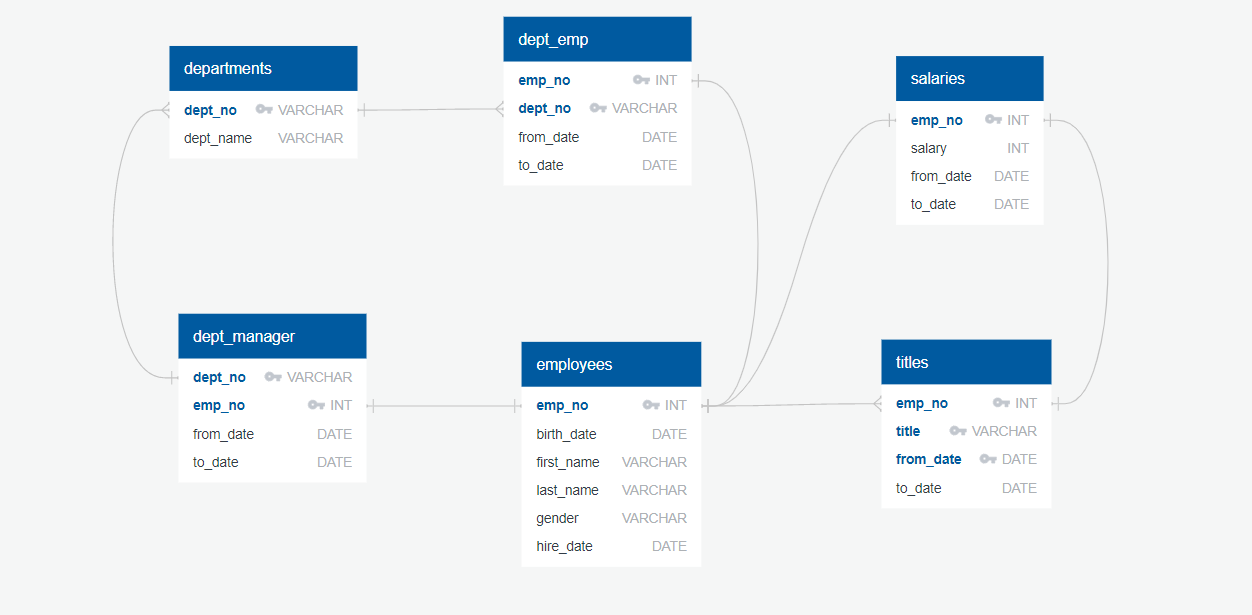 departments
dept_no VARCHAR
dept_name VARCHAR
dept_emp
emp_no INT
dept_no VARCHAR
from_date DATE
to_date DATE
salaries
emp_no INT
salary INT
from_date DATE
to_date DATE
dept_manager
dept_no VARCHAR
emp_no INT
from_date DATE
to_date DATE
employees
emp_no INT
birth_date DATE
first_name VARCHAR
last_name VARCHAR
gender VARCHAR
hire_date DATE
titles
emp_no INT
title VARCHAR
from_date DATE
to_date DATE